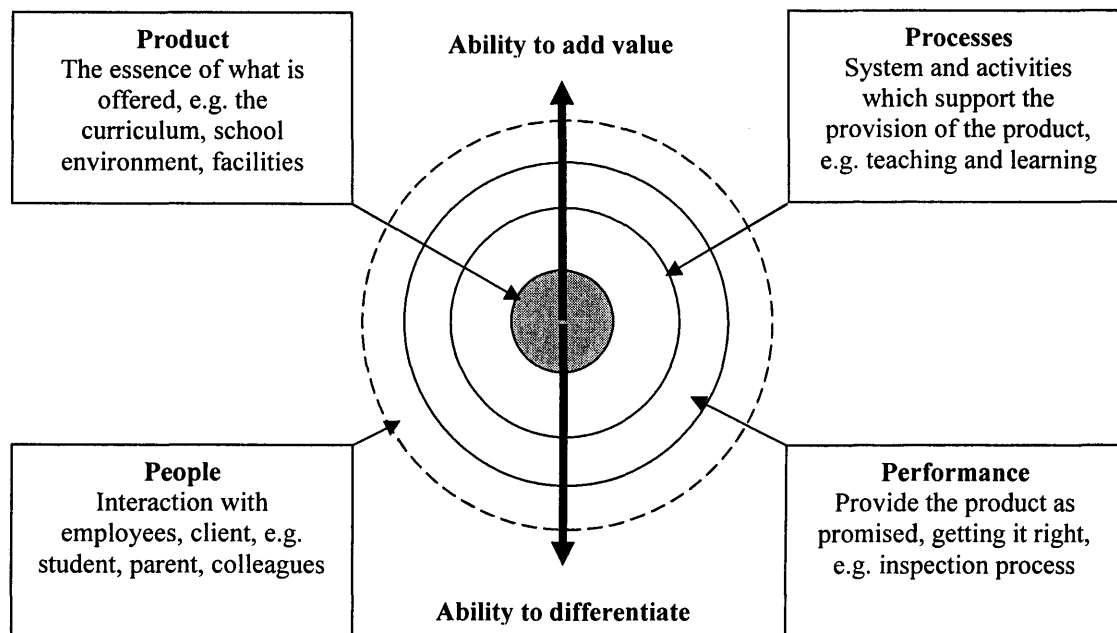 Product
The essence of what is
offered, e.g. the
curriculum, school
environment, facilities
Ability to add value
Processes
System and activities
which support the
provision of the product,
e.g. teaching and learning
People
Interaction with
employees, client, e.g.
student, parent, colleagues
Ability to differentiate
Performance
Provide the product as
promised, getting it right,
e.g. inspection process